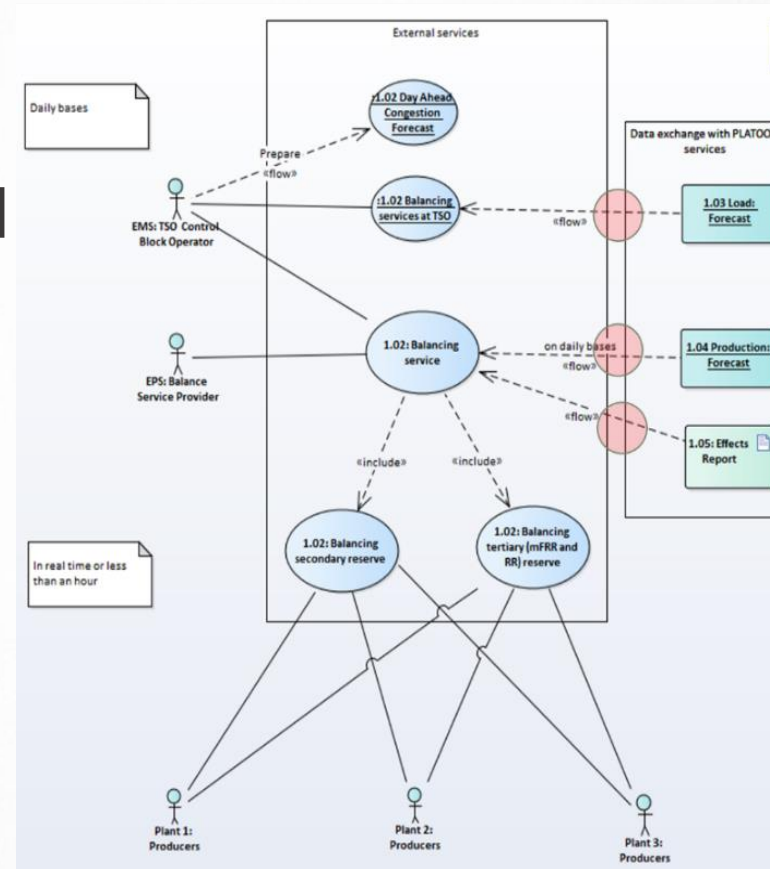 External services
Daily bases
:1.02 Day Ahead
Congestion
Forecast
Data exchange with PLATOO
services
Prepare
«flow»
:1.02 Balancing
services at TSO
«flow»
1.03 Load:
Forecast
EMS: TSO Control
Block Operator
1.02: Balancing
service
on daily bases
«flow»
1.04 Production:
Forecast
EPS: Balance
Service Provider
«flow»
1.05: Effects
Report
«include»
«include»
1.02: Balancing
secondary reserve
1.02: Balancing
tertiary (mFRR and
RR) reserve
In real time or less
than an hour
Plant 1:
Producers
Plant 2:
Producers
Plant 3:
Producers